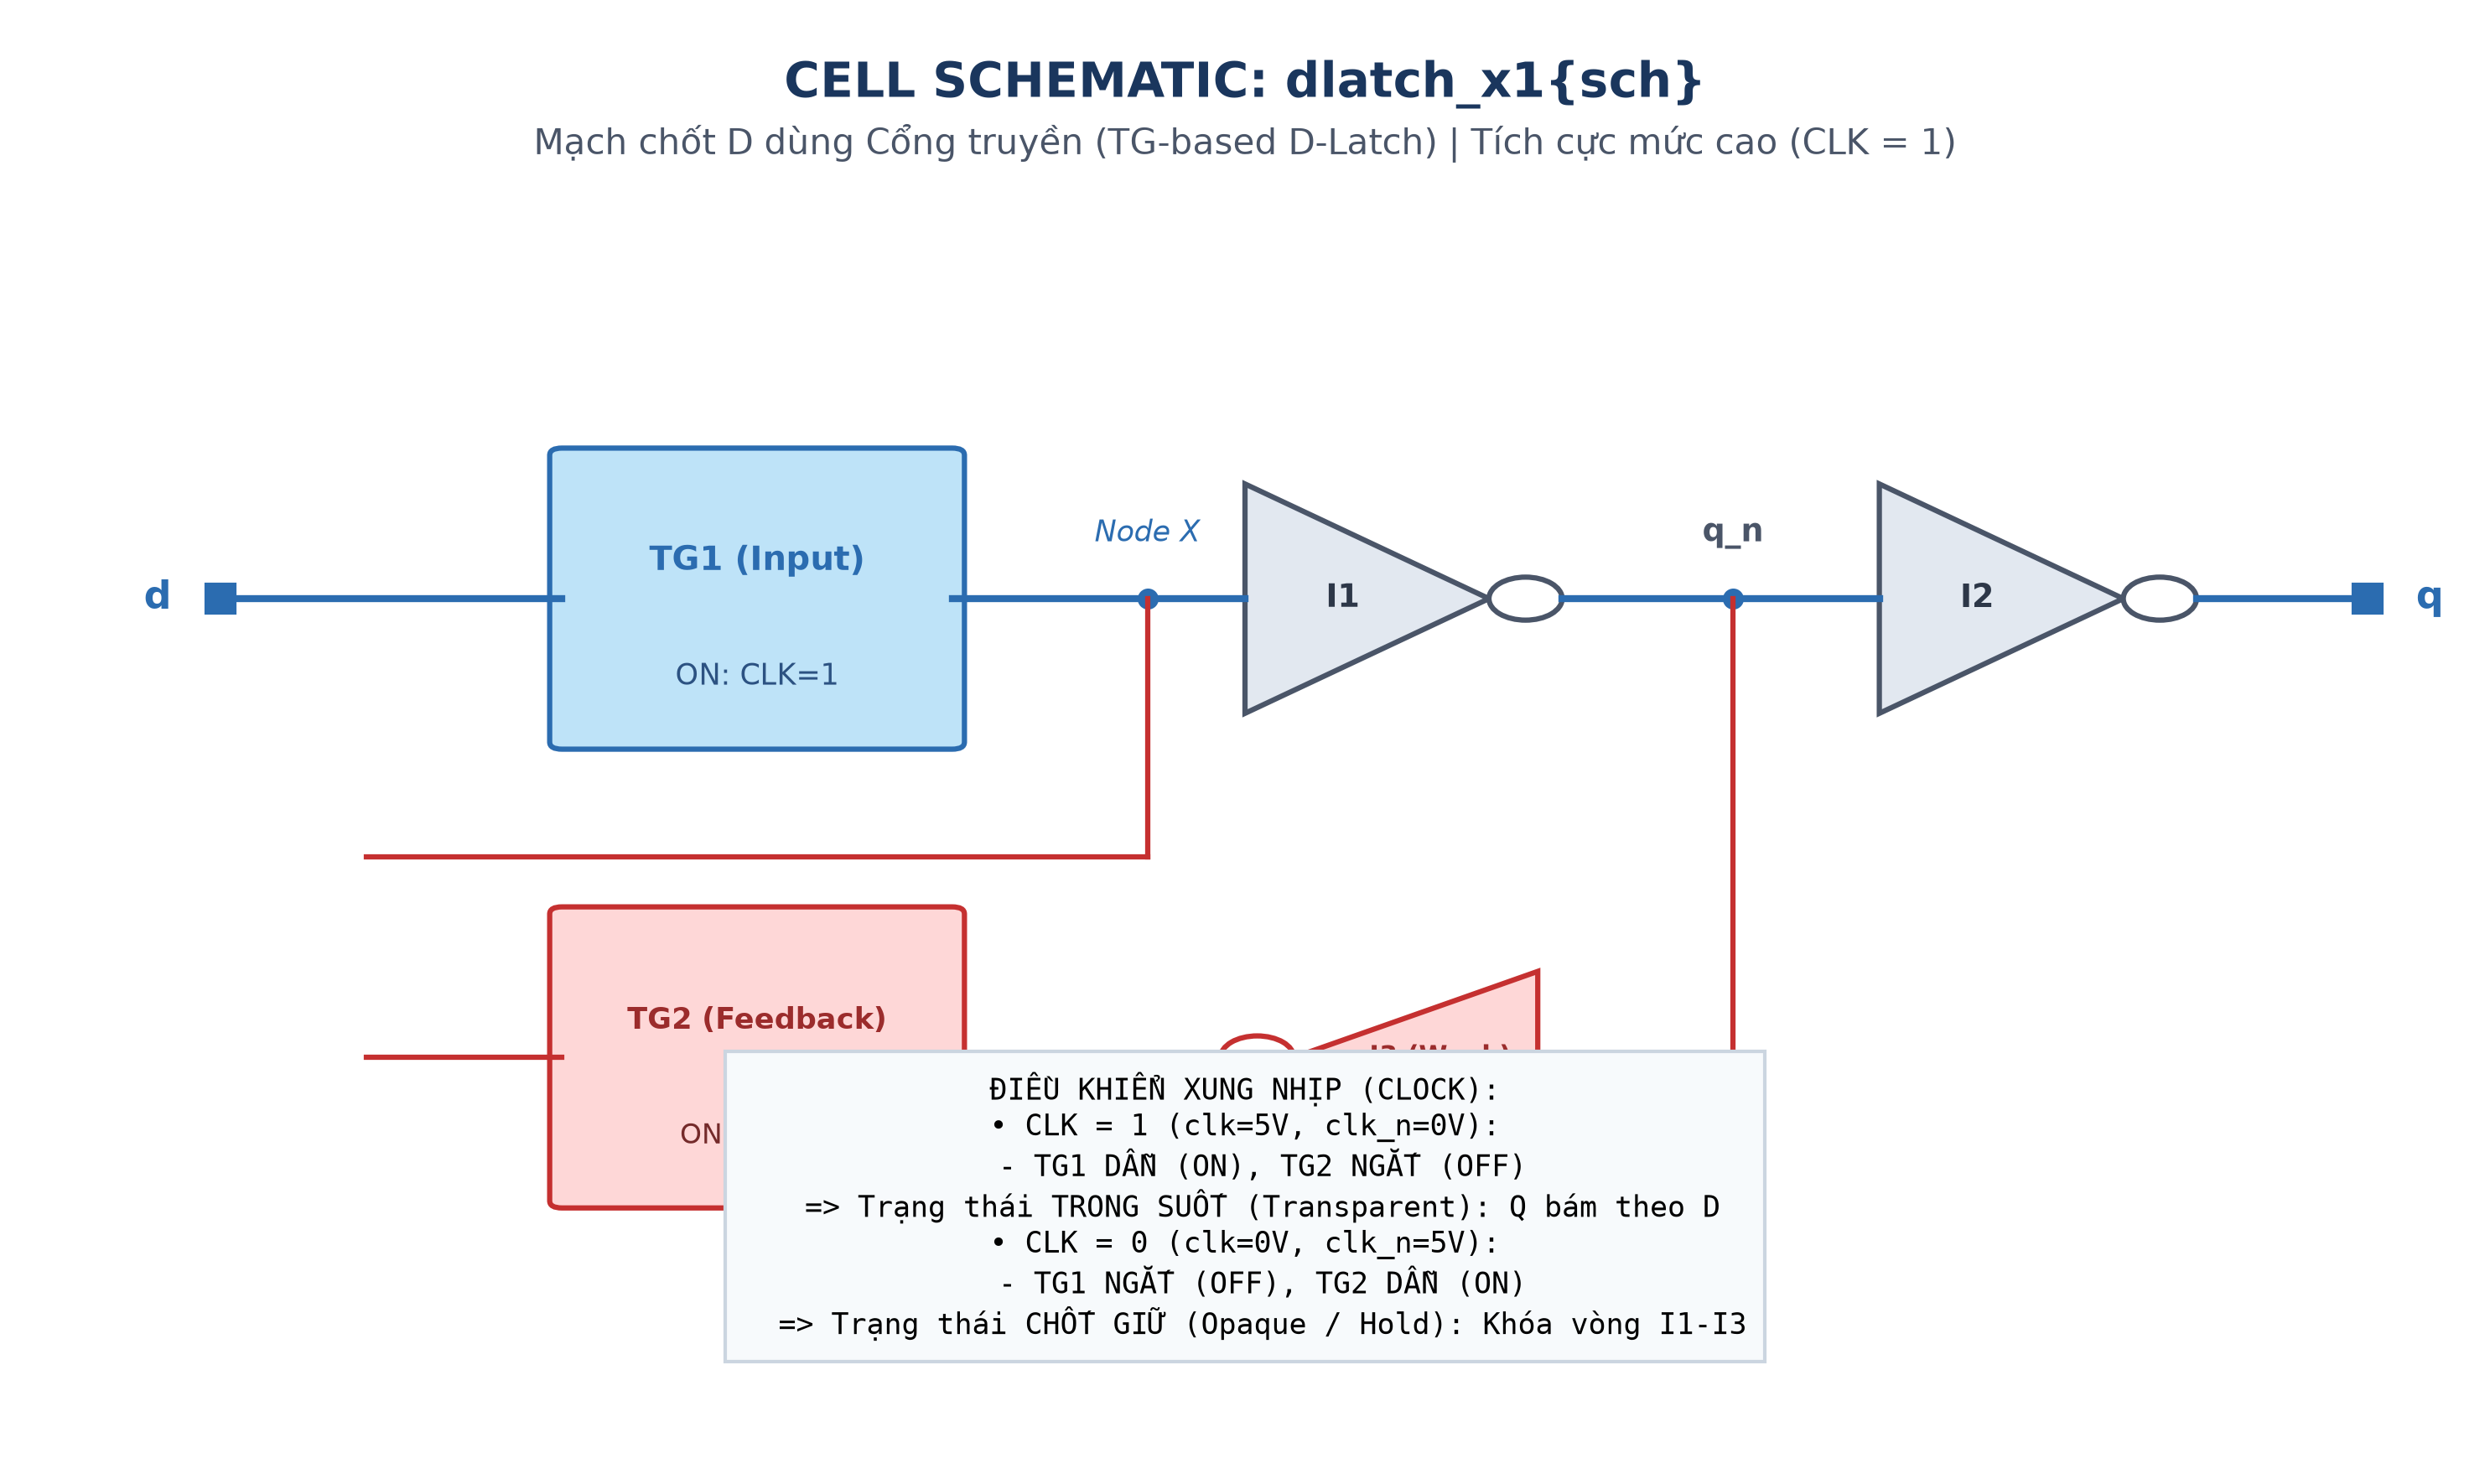 CELL SCHEMATIC: dlatch_x1{sch}
Mạch chốt D dùng Cổng truyền (TG-based D-Latch) | Tích cực mức cao (CLK = 1)
TG1 (Input)
ON: CLK=1
Node X
I1
q_n
I2
d
q
TG2 (Feedback)
ON
ĐIỀU KHIỂN XUNG NHỊP (CLOCK):
• CLK = 1 (clk=5V, clk_n=0V):
- TG1 DẪN (ON), TG2 NGẮT (OFF)
=> Trạng thái TRONG SUỐT (Transparent): Q bám theo D
• CLK = 0 (clk=0V, clk_n=5V):
- TG1 NGẮT (OFF), TG2 DẪN (ON)
=> Trạng thái CHỐT GIỮ (Opaque / Hold): Khóa vòng I1-I3